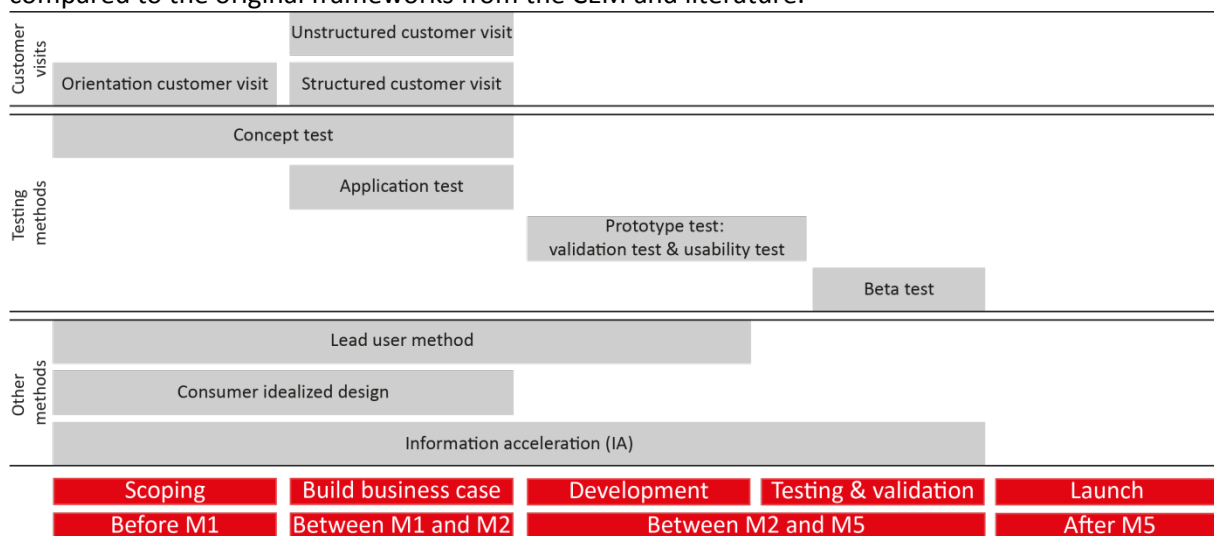 compared to the original frameworks from the CLM and literature.
Customer
visits
Unstructured customer visit
Orientation customer visit
Structured customer visit
Testing
methods
Concept test
Application test
Prototype test:
validation test & usability test
Beta test
Other
methods
Lead user method
Consumer idealized design
Information acceleration (IA)
Scoping
Build business case
Development
Testing & validation
Launch
Before M1
Between M1 and M2
Between M2 and M5
After M5